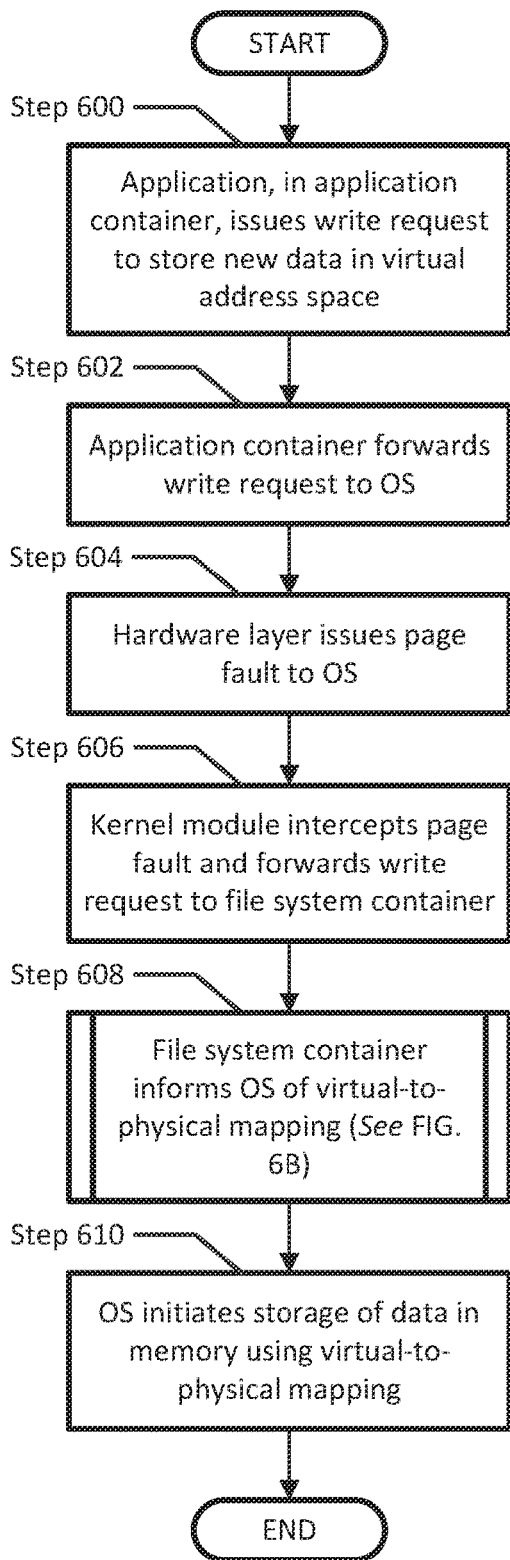 START
Step 600
Application, in application
container, issues write request
to store new data in virtual
address space
Step 602
Application container forwards
write request to OS
Step 604
Hardware layer issues page
fault to OS
Step 606
Kernel module intercepts page
fault and forwards write
request to file system container
Step 608
File system container
informs OS of virtual-to-
physical mapping (See FIG.
6B)
Step 610
OS initiates storage of data in
memory using virtual-to-
physical mapping
END